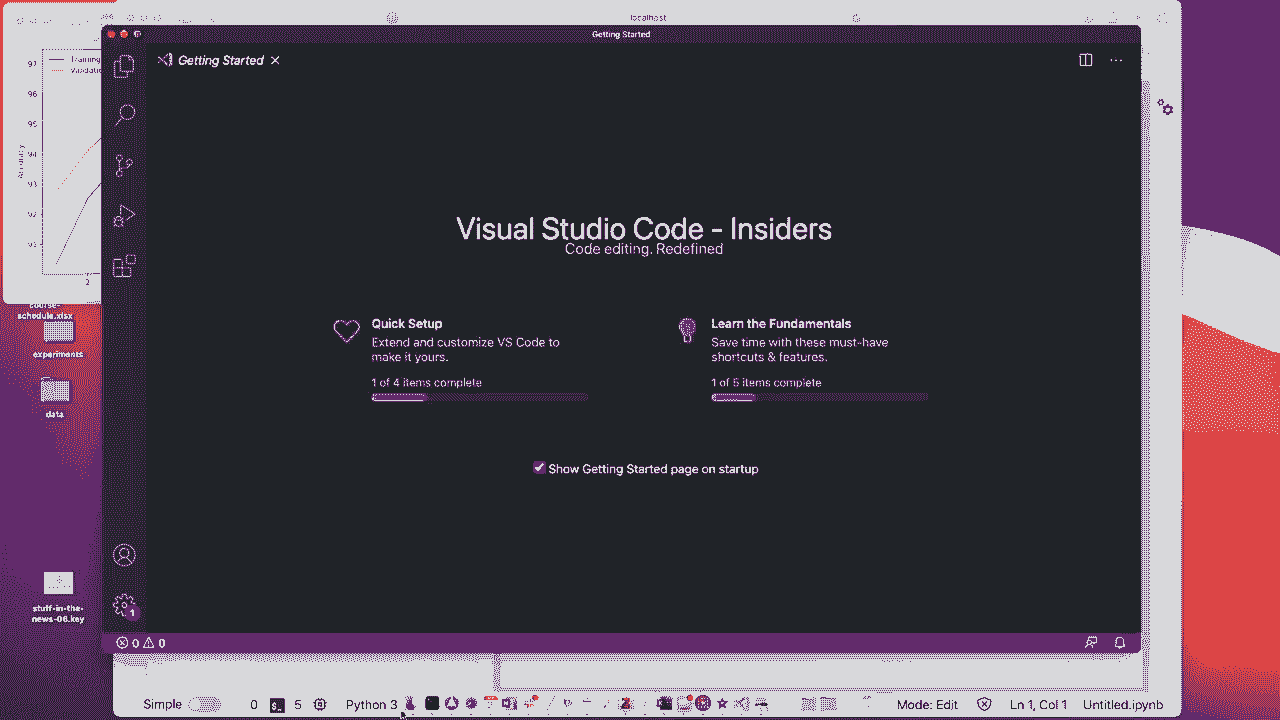 localhost
Getting Started
Getting Started
97
Training
96
95
94
93
92
Accuracy
2
Visual Studio Code - Insiders
Code editing. Redefined
Quick Setup
Extend and customize VS Code to
make it yours.
1 of 4 items complete
Learn the Fundamentals
Save time with these must-have
shortcuts & features.
1 of 5 items complete
Show Getting Started page on startup
schedule.xlsx
experiments
data
stuff-in-the-
news-06.key
1
0 0
Simple 0 5 Python 3 Mode: Edit Ln 1, Col 1 Untitled.ipynb